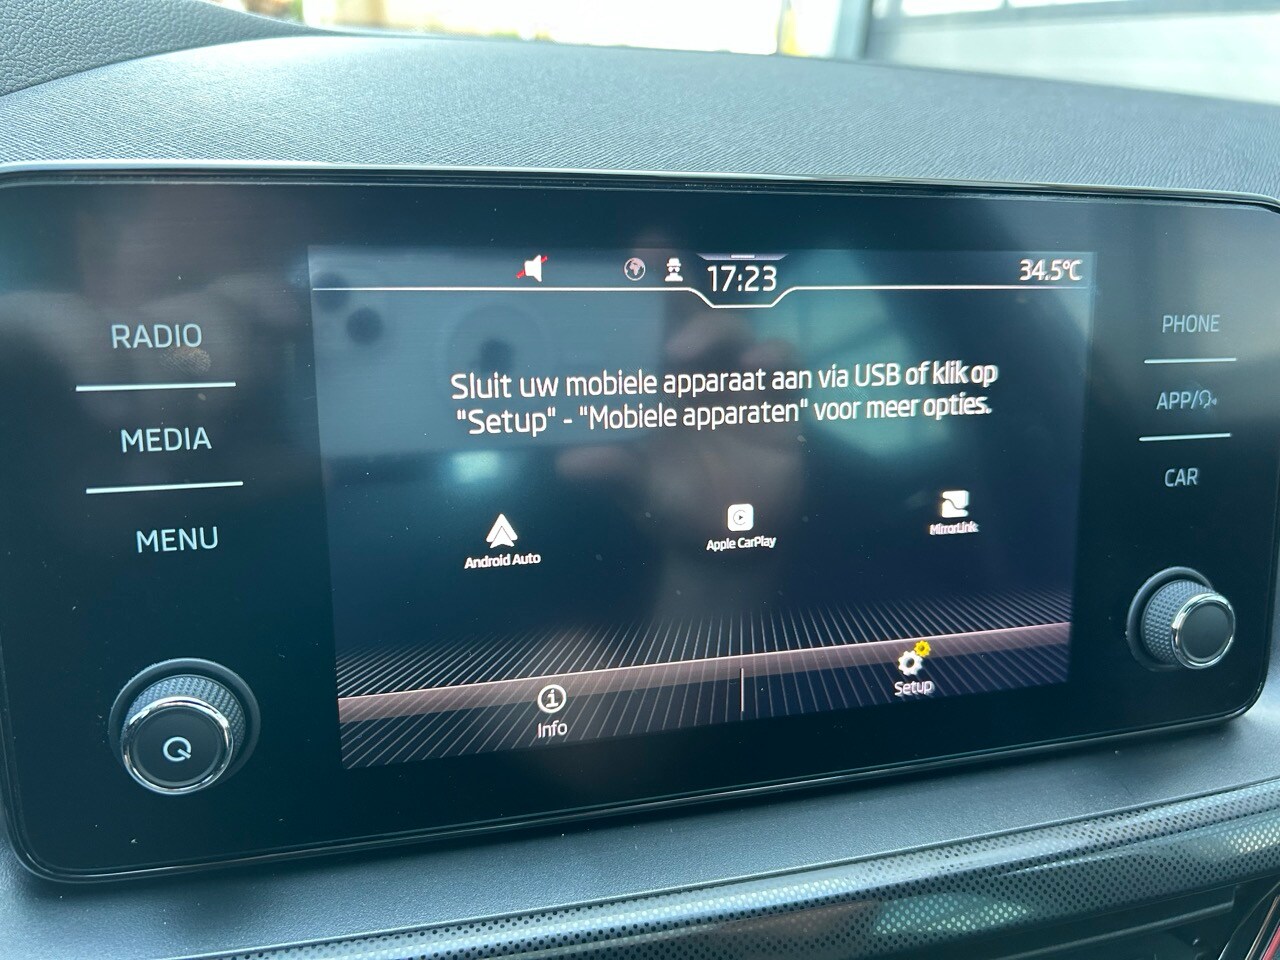 17:23
34.5°C
RADIO
MEDIA
MENU
Sluit uw mobiele apparaat aan via USB of klik op
"Setup" - "Mobiele apparaten" voor meer opties.
Android Auto
Apple CarPlay
MirrorLink
Info
Setup
PHONE
APP/
CAR